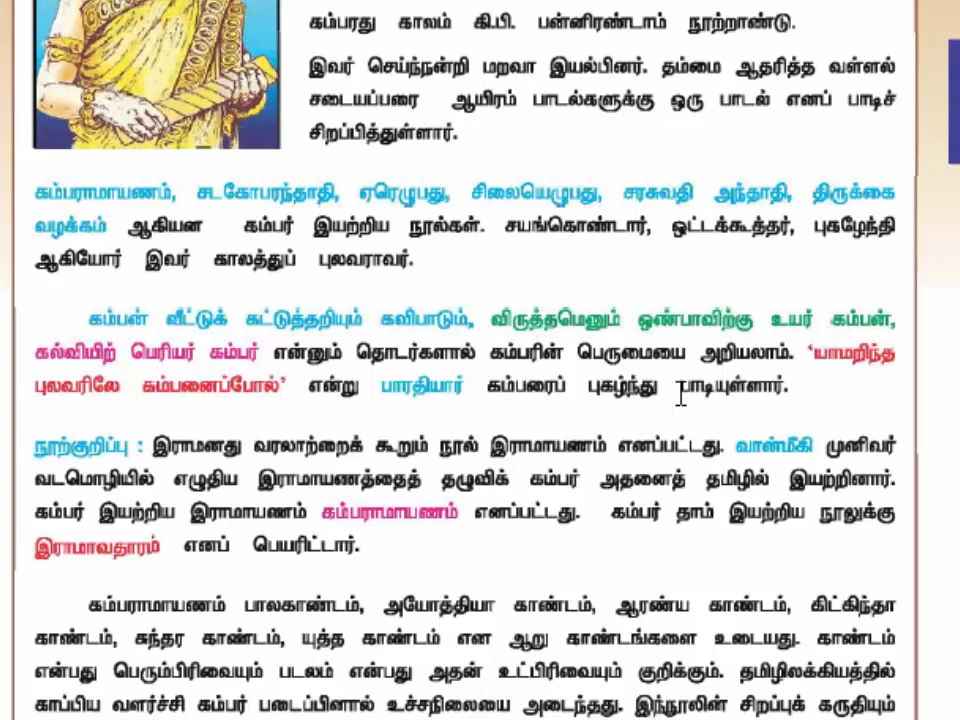 கம்பரது காலம் கி.பி. பன்னிரண்டாம் நூற்றாண்டு.
இவர் செய்ந்நன்றி மறவா இயல்பினர். தம்மை ஆதரித்த வள்ளல்
சடையப்பரை ஆயிரம் பாடல்களுக்கு ஒரு பாடல் எனப் பாடிச்
சிறப்பித்துள்ளார்.
கம்பராமாயணம், சடகோபரந்தாதி, ஏரெழுபது, சிலையெழுபது, சரசுவதி அந்தாதி, திருக்கை
வழக்கம் ஆகியன கம்பர் இயற்றிய நூல்கள். சயங்கொண்டார், ஒட்டக்கூத்தர், புகழேந்தி
ஆகியோர் இவர் காலத்துப் புலவராவர்.
கம்பன் வீட்டுக் கட்டுத்தறியும் கவிபாடும், விருத்தமெனும் ஒண்பாவிற்கு உயர் கம்பன்,
கல்வியிற் பெரியர் கம்பர் என்னும் தொடர்களால் கம்பரின் பெருமையை அறியலாம். ‘யாமறிந்த
புலவரிலே கம்பனைப்போல்’ என்று பாரதியார் கம்பரைப் புகழ்ந்து பாடியுள்ளார்.
நூற்குறிப்பு : இராமனது வரலாற்றைக் கூறும் நூல் இராமாயணம் எனப்பட்டது. வான்மீகி முனிவர்
வடமொழியில் எழுதிய இராமாயணத்தைத் தழுவிக் கம்பர் அதனைத் தமிழில் இயற்றினார்.
கம்பர் இயற்றிய இராமாயணம் கம்பராமாயணம் எனப்பட்டது. கம்பர் தாம் இயற்றிய நூலுக்கு
இராமாவதாரம் எனப் பெயரிட்டார்.
கம்பராமாயணம் பாலகாண்டம், அயோத்தியா காண்டம், ஆரண்ய காண்டம், கிட்கிந்தா
காண்டம், சுந்தர காண்டம், யுத்த காண்டம் என ஆறு காண்டங்களை உடையது. காண்டம்
என்பது பெரும்பிரிவையும் படலம் என்பது அதன் உட்பிரிவையும் குறிக்கும். தமிழிலக்கியத்தில்
காப்பிய வளர்ச்சி கம்பர் படைப்பினால் உச்சநிலையை அடைந்தது. இந்நூலின் சிறப்புக் கருதியும்